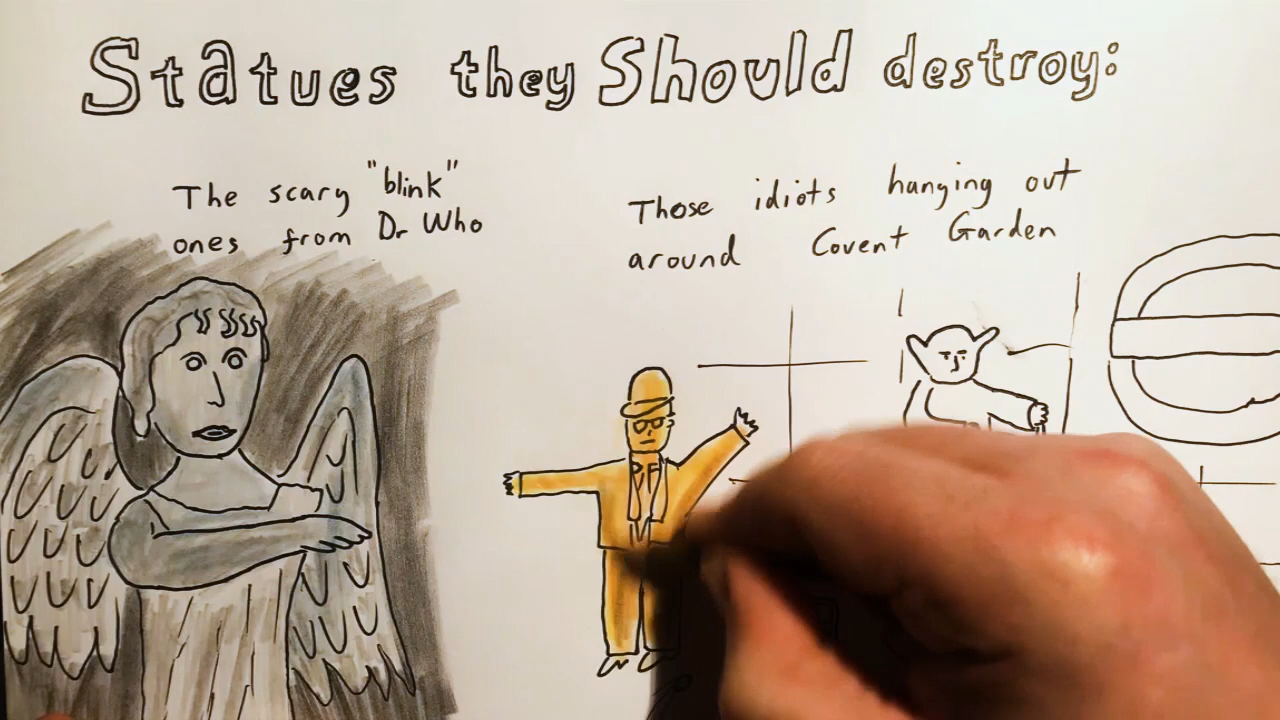 Statues they Should destroy:
The scary "blink"
ones from Dr Who
Those idiots hanging out
around Covent Garden